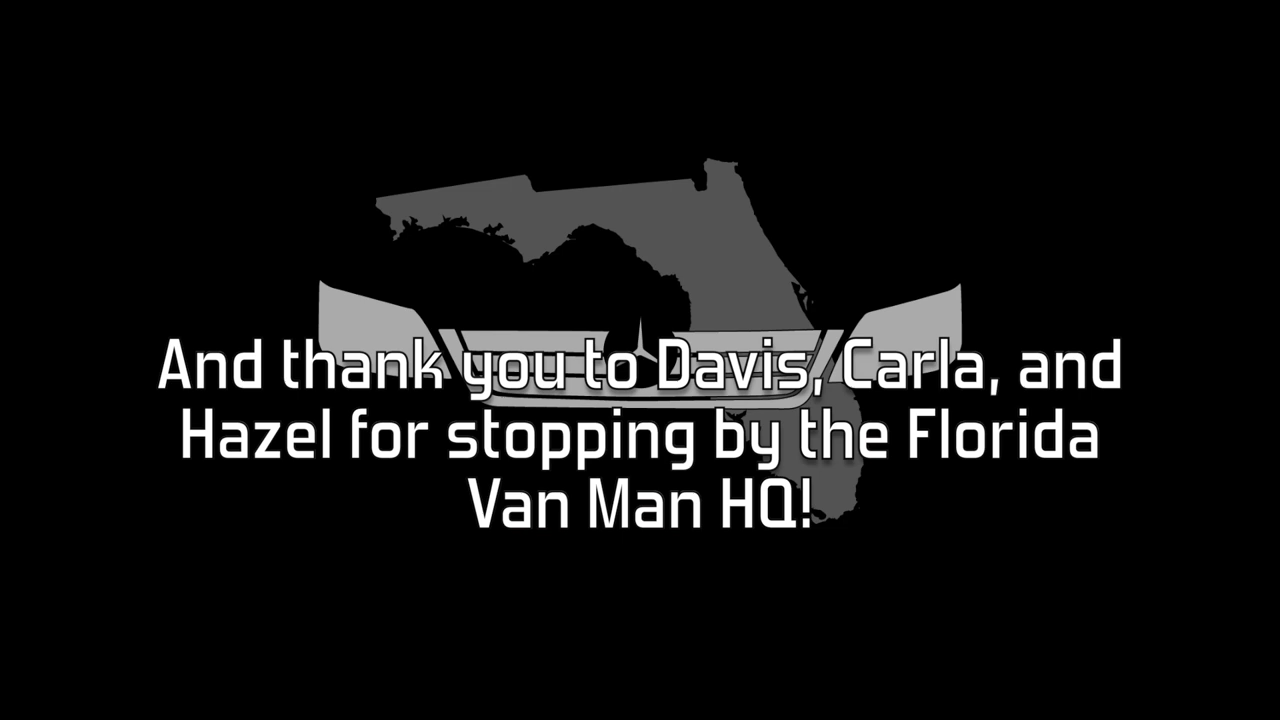 And thank you to Davis, Carla, and
Hazel for stopping by the Florida
Van Man HQ!